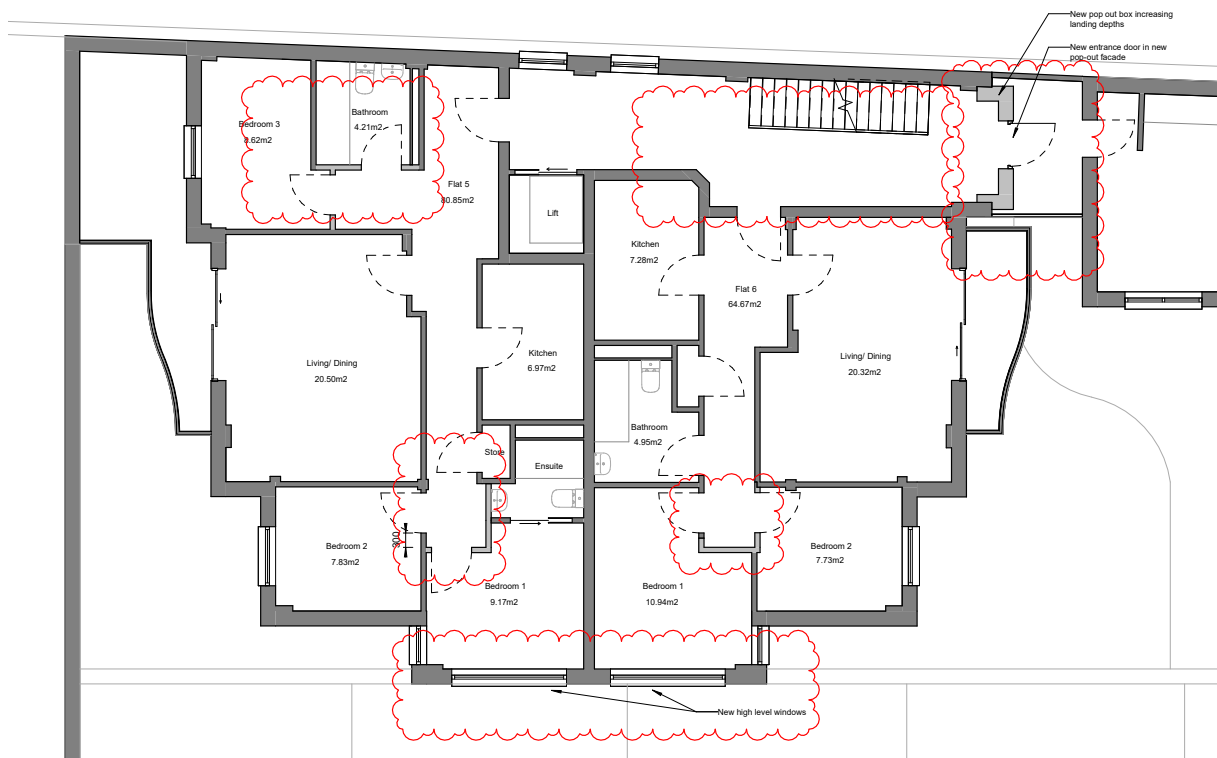 New pop out box increasing
landing depths
New entrance door in new
pop-out facade
Bedroom 3
8.62m2
Bathroom
4.21m2
Flat 5
80.85m2
Lift
Kitchen
7.28m2
Flat 6
64.67m2
Living/ Dining
20.50m2
Kitchen
6.97m2
Living/ Dining
20.32m2
Bathroom
4.95m2
Store
Ensuite
Bedroom 2
7.83m2
300
Bedroom 1
9.17m2
Bedroom 1
10.94m2
Bedroom 2
7.73m2
New high level windows